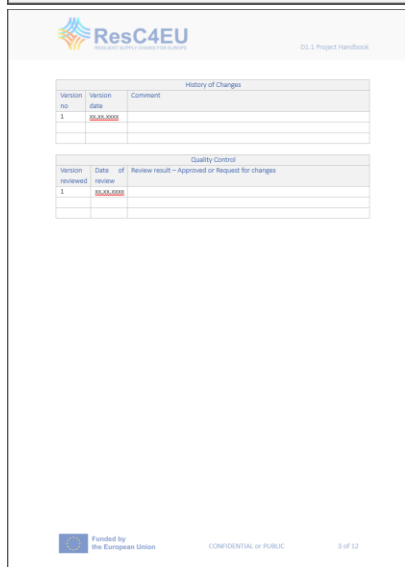 ResC4EU
RESILIENT SUPPLY CHAINS FOR EUROPE
D1.1 Project Handbook
History of Changes
Version no Version date Comment
1 xx.xx.xxxx
Quality Control
Version reviewed Date of review Review result – Approved or Request for changes
1 xx.xx.xxxx
Funded by
the European Union
CONFIDENTIAL or PUBLIC
3 of 12